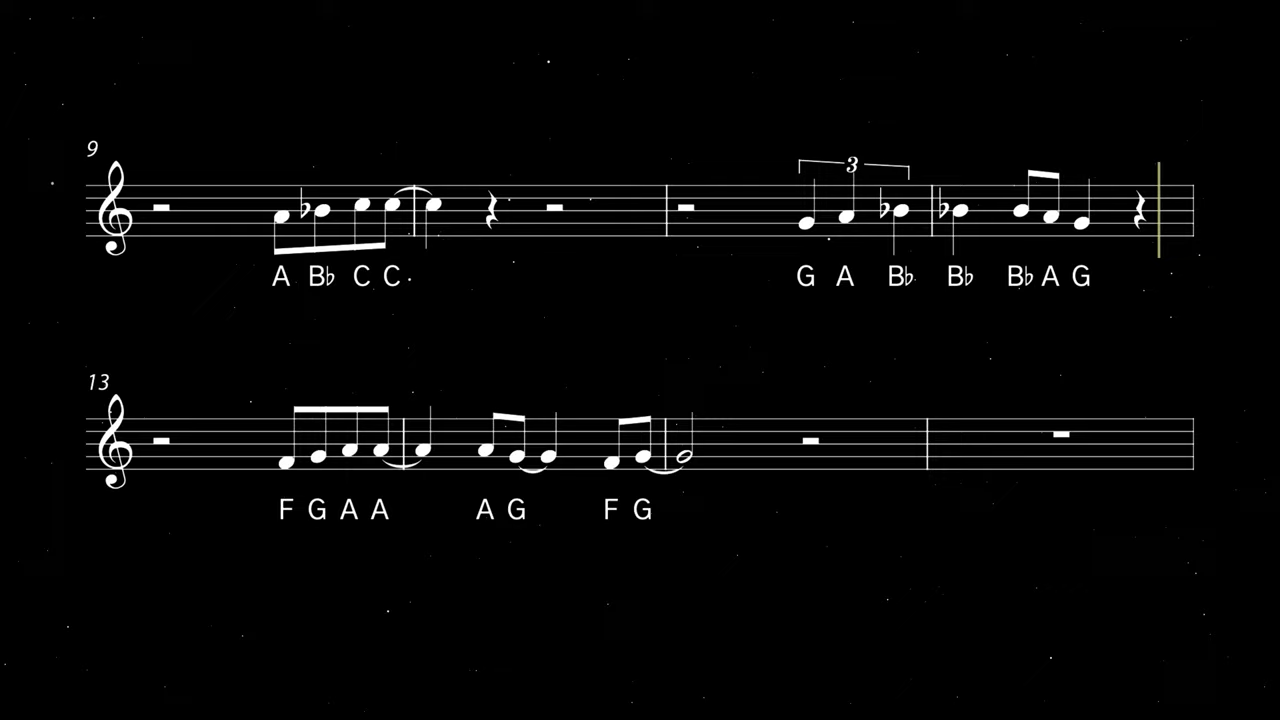 9
3
A B♭ C C G A B♭ B♭ B♭ A G
13
F G A A A G F G